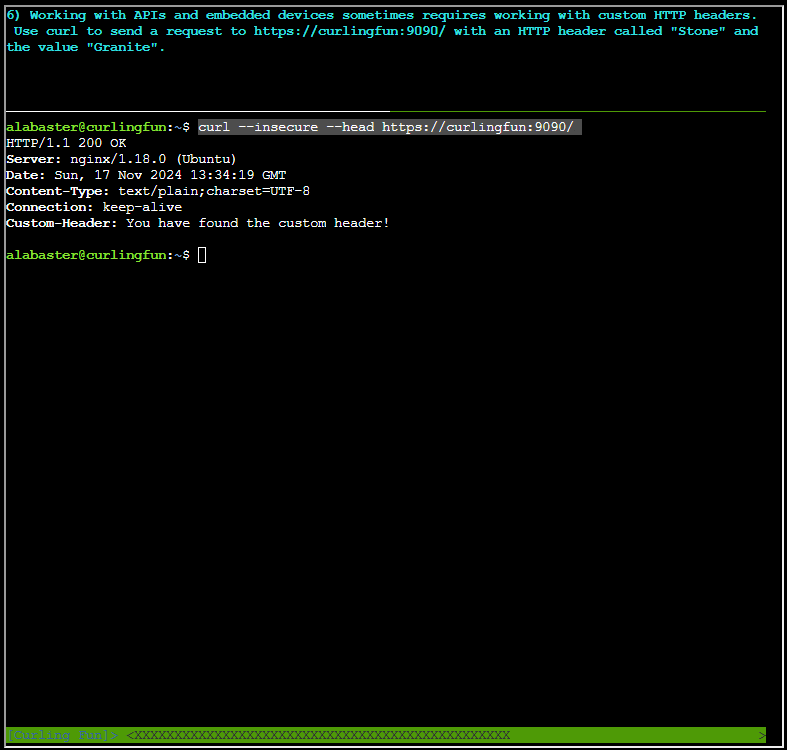 6) Working with APIs and embedded devices sometimes requires working with custom HTTP headers.
Use curl to send a request to https://curlingfun:9090/ with an HTTP header called "Stone" and
the value "Granite".
alabaster@curlingfun:~$ curl --insecure --head https://curlingfun:9090/
HTTP/1.1 200 OK
Server: nginx/1.18.0 (Ubuntu)
Date: Sun, 17 Nov 2024 13:34:19 GMT
Content-Type: text/plain;charset=UTF-8
Connection: keep-alive
Custom-Header: You have found the custom header!
alabaster@curlingfun:~$
[Curling Fun]> <XXXXXXXXXXXXXXXXXXXXXXXXXXXXXXXXXXXXXXXXXXXXXXX >